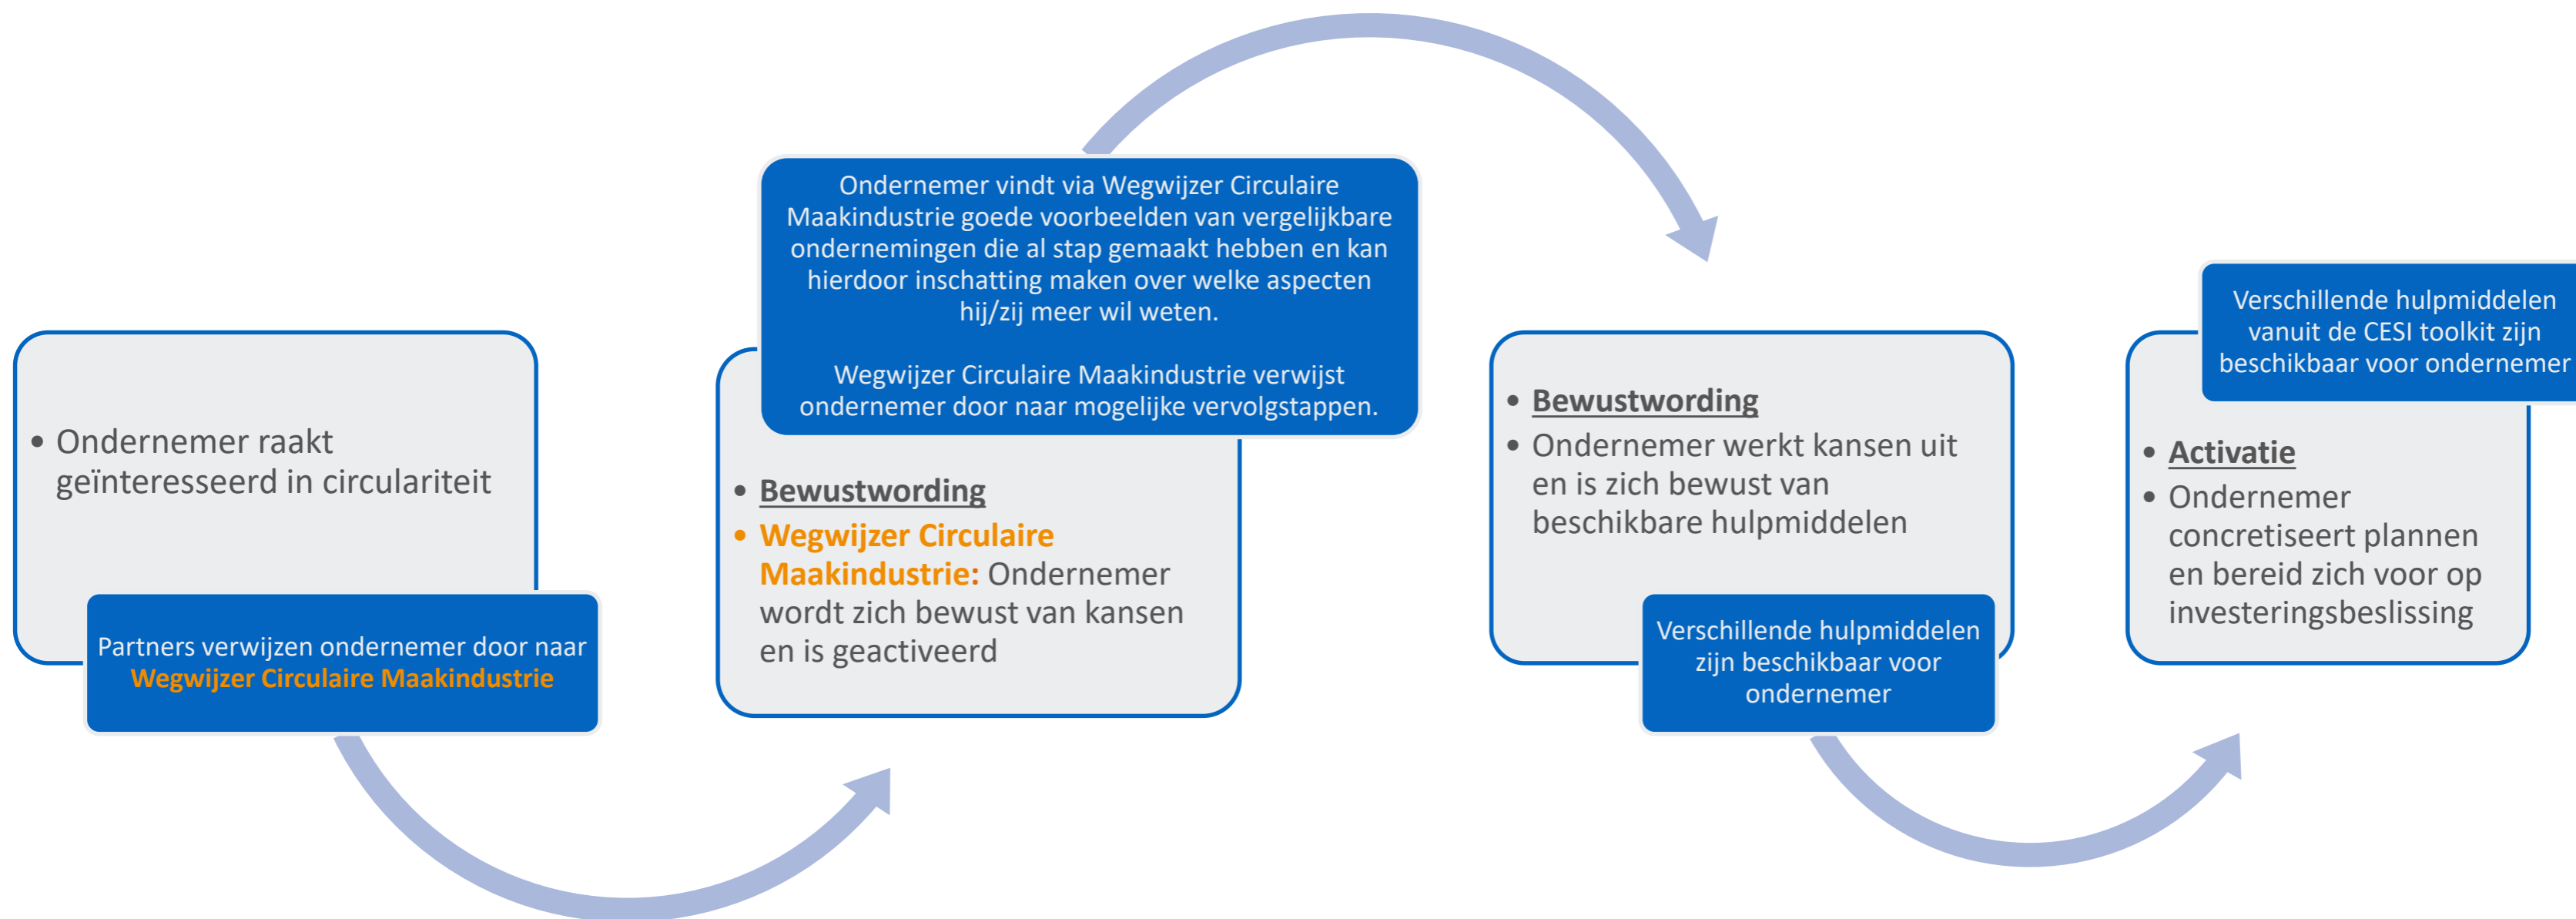 • Ondernemer raakt
geïnteresseerd in circulariteit
Partners verwijzen ondernemer door naar
Wegwijzer Circulaire Maakindustrie
Ondernemer vindt via Wegwijzer Circulaire
Maakindustrie goede voorbeelden van vergelijkbare
ondernemingen die al stap gemaakt hebben en kan
hierdoor inschatting maken over welke aspecten
hij/zij meer wil weten.
Wegwijzer Circulaire Maakindustrie verwijst
ondernemer door naar mogelijke vervolgstappen.
• Bewustwording
• Wegwijzer Circulaire
Maakindustrie: Ondernemer
wordt zich bewust van kansen
en is geactiveerd
• Bewustwording
• Ondernemer werkt kansen uit
en is zich bewust van
beschikbare hulpmiddelen
Verschillende hulpmiddelen
zijn beschikbaar voor
ondernemer
Verschillende hulpmiddelen
vanuit de CESI toolkit zijn
beschikbaar voor ondernemer
• Activatie
• Ondernemer
concretiseert plannen
en bereid zich voor op
investeringsbeslissing